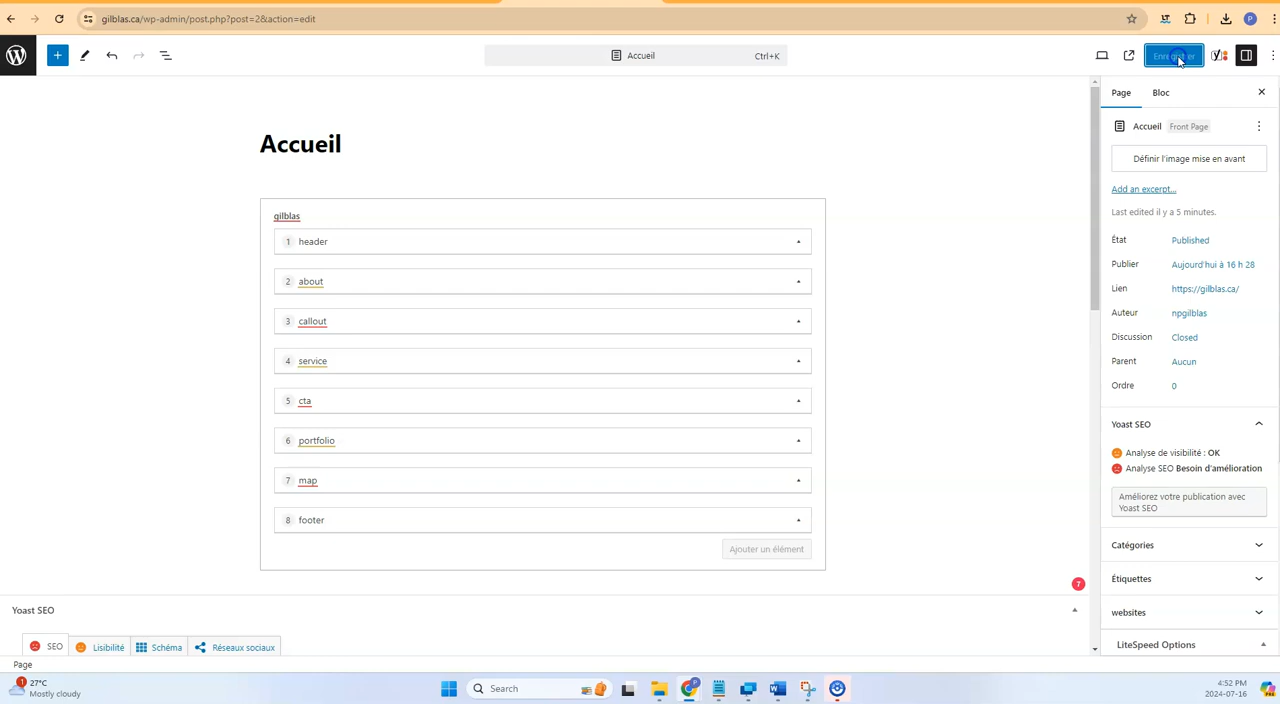 gilblas.ca/wp-admin/post.php?post=2&action=edit
P
Accueil
Ctrl+K
Page
Bloc
Accueil
Front Page
Définir l'image mise en avant
Add an excerpt...
Last edited il y a 5 minutes.
État
Published
Publier
Aujourd'hui à 16 h 28
Lien
https://gilblas.ca/
Auteur
npgilblas
Discussion
Closed
Parent
Aucun
Ordre
0
Yoast SEO
Analyse de visibilité : OK
Analyse SEO Besoin d'amélioration
Améliorez votre publication avec
Yoast SEO
Catégories
Étiquettes
websites
LiteSpeed Options
Accueil
gilblas
1 header
2 about
3 callout
4 service
5 cta
6 portfolio
7 map
8 footer
Ajouter un élément
7
Yoast SEO
SEO
Lisibilité
Schéma
Réseaux sociaux
Page
1
27°C
Mostly cloudy
Search
4:52 PM
2024-07-16